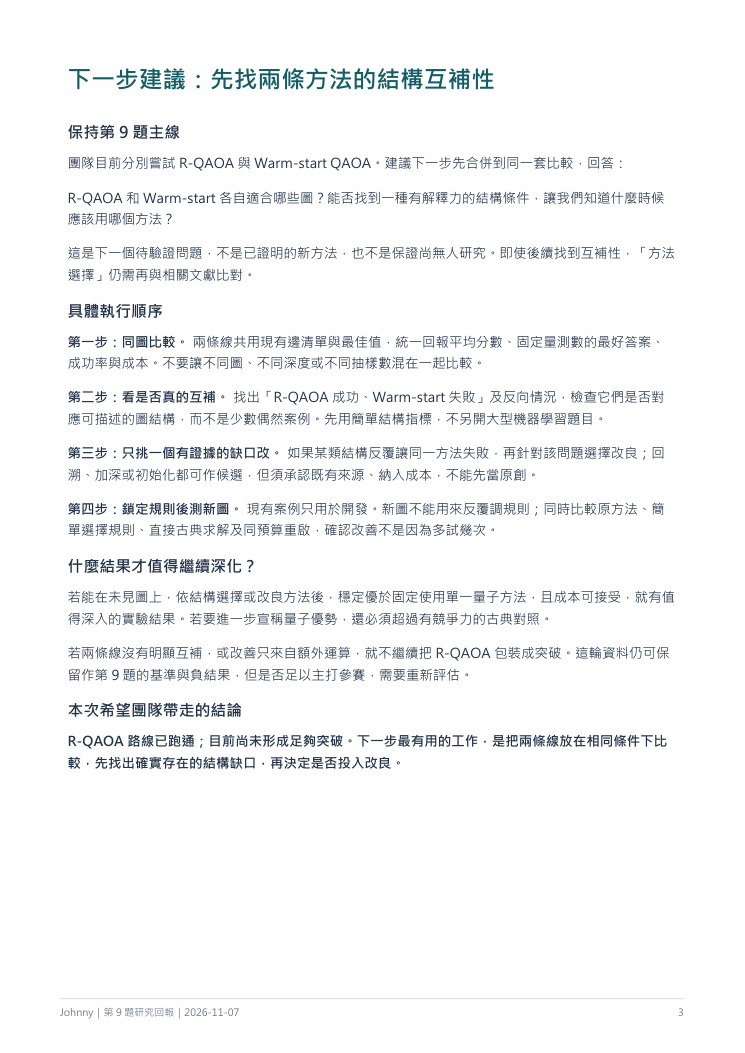 下一步建議：先找兩條方法的結構互補性
保持第 9 題主線
團隊目前分別嘗試 R-QAOA 與 Warm-start QAOA。建議下一步先合併到同一套比較，回答：
R-QAOA 和 Warm-start 各自適合哪些圖？能否找到一種有解釋力的結構條件，讓我們知道什麼時候
應該用哪個方法？
這是下一個待驗證問題，不是已證明的新方法，也不是保證尚無人研究。即使後續找到互補性，「方法
選擇」仍需再與相關文獻比對。
具體執行順序
第一步：同圖比較。 兩條線共用現有邊清單與最佳值，統一回報平均分數、固定量測數的最好答案、
成功率與成本。不要讓不同圖、不同深度或不同抽樣數混在一起比較。
第二步：看是否真的互補。 找出「R-QAOA 成功、Warm-start 失敗」及反向情況，檢查它們是否對
應可描述的圖結構，而不是少數偶然案例。先用簡單結構指標，不另開大型機器學習題目。
第三步：只挑一個有證據的缺口改。 如果某類結構反覆讓同一方法失敗，再針對該問題選擇改良；回
溯、加深或初始化都可作候選，但須承認既有來源、納入成本，不能先當原創。
第四步：鎖定規則後測新圖。 現有案例只用於開發。新圖不能用來反覆調規則；同時比較原方法、簡
單選擇規則、直接古典求解及同預算重啟，確認改善不是因為多試幾次。
什麼結果才值得繼續深化？
若能在未見圖上，依結構選擇或改良方法後，穩定優於固定使用單一量子方法，且成本可接受，就有值
得深入的實驗結果。若要進一步宣稱量子優勢，還必須超過有競爭力的古典對照。
若兩條線沒有明顯互補，或改善只來自額外運算，就不繼續把 R-QAOA 包裝成突破。這輪資料仍可保
留作第 9 題的基準與負結果，但是否足以主打參賽，需要重新評估。
本次希望團隊帶走的結論
R-QAOA 路線已跑通；目前尚未形成足夠突破。下一步最有用的工作，是把兩條線放在相同條件下比
較，先找出確實存在的結構缺口，再決定是否投入改良。
Johnny | 第 9 題研究回報 | 2026-11-07
3